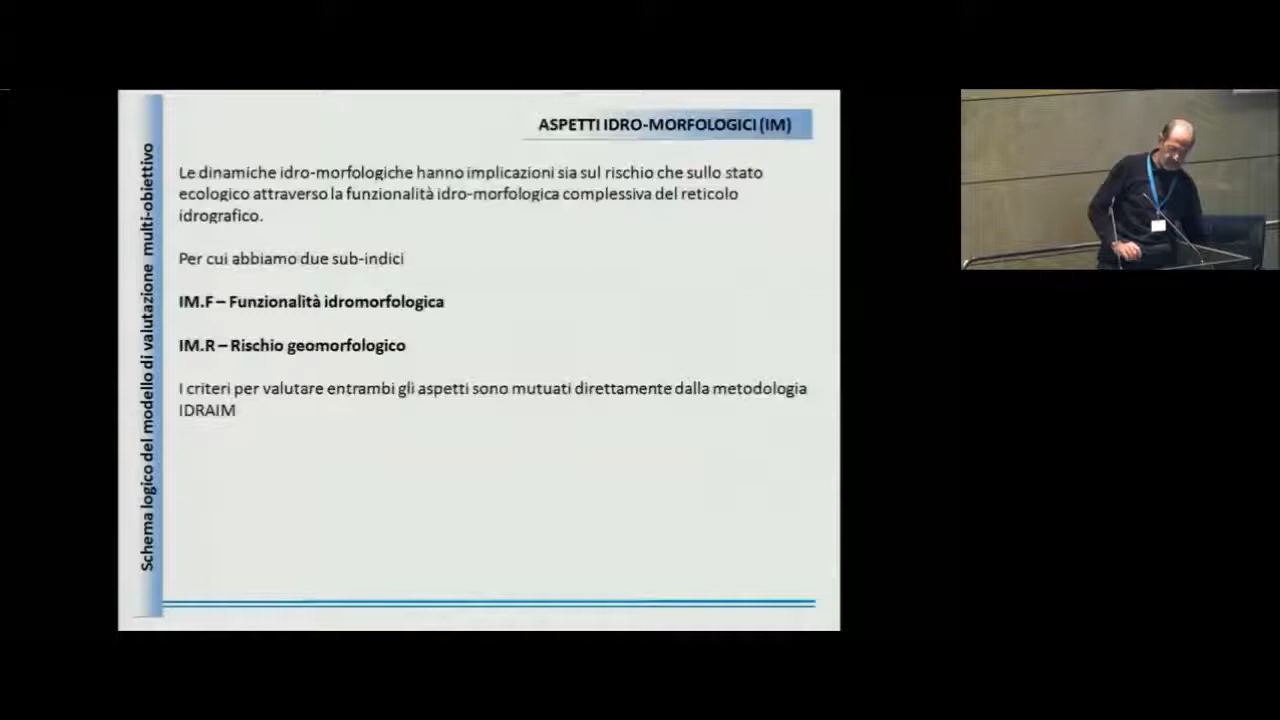 ASPETTI IDRO-MORFOLOGICI (IM)
Schema logico del modello di valutazione multi-obiettivo
Le dinamiche idro-morfologiche hanno implicazioni sia sul rischio che sullo stato
ecologico attraverso la funzionalità idro-morfologica complessiva del reticolo
idrografico.
Per cui abbiamo due sub-indici
IM.F – Funzionalità idromorfologica
IM.R – Rischio geomorfologico
I criteri per valutare entrambi gli aspetti sono mutuati direttamente dalla metodologia
IDRAIM